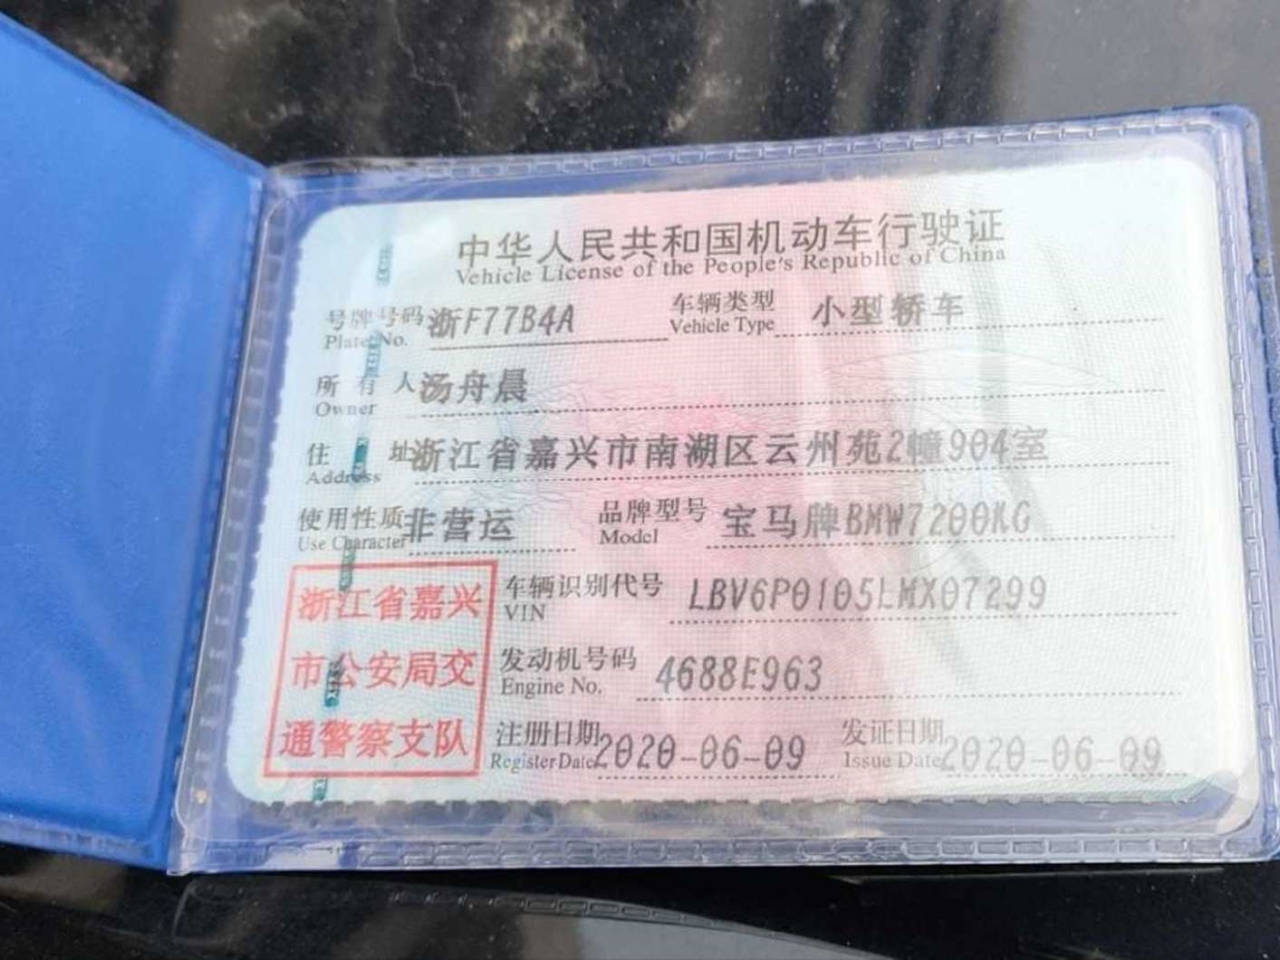 中华人民共和国机动车行驶证
Vehicle License of the People's Republic of China
号牌号码 浙F77B4A 车辆类型 小型轿车
Plate No. Vehicle Type
所有人 汤舟晨
Owner
住址 浙江省嘉兴市南湖区云州苑2幢904室
Address
使用性质 非营运 品牌型号 宝马牌BMW7200KG
Use Character Model
浙江省嘉兴
市公安局交
通警察支队
车辆识别代号 LBV6P0105LMX07299
VIN
发动机号码 4688E963
Engine No.
注册日期 2020-06-09 发证日期 2020-06-09
Register Date Issue Date